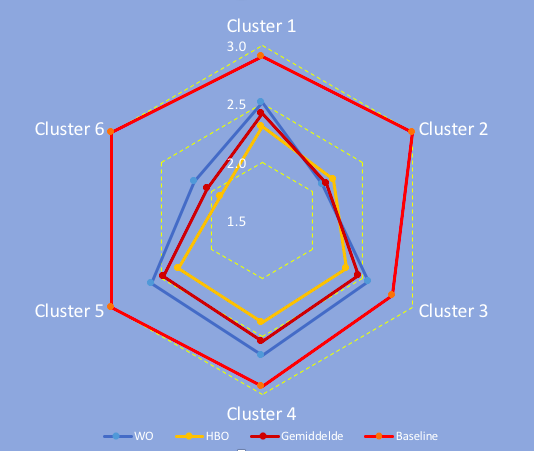 Cluster 1
3.0
2.5
Cluster 6
Cluster 2
2.0
1.5
Cluster 5
Cluster 3
Cluster 4
WO HBO Gemiddelde Baseline